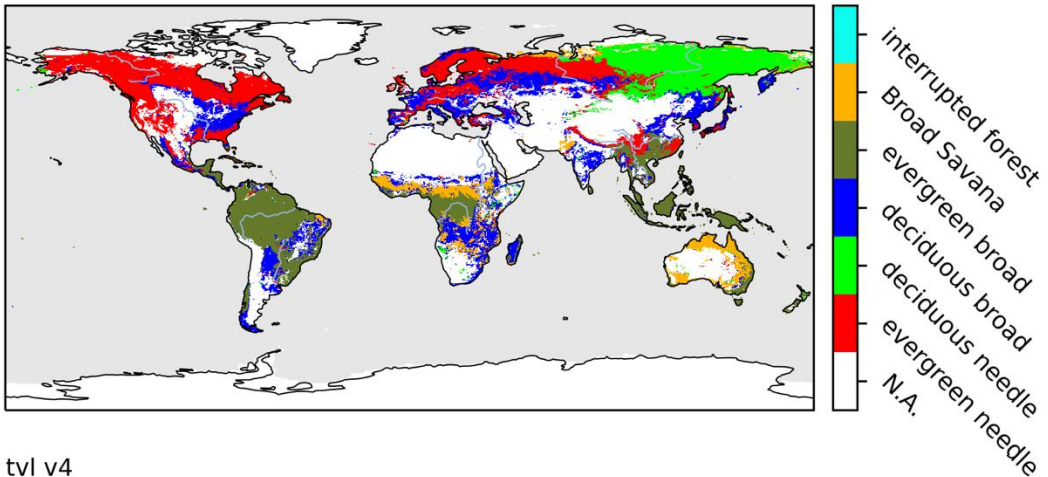 interrupted forest
Broad Savana
evergreen broad
deciduous broad
deciduous needle
evergreen needle
N.A.
tvl v4